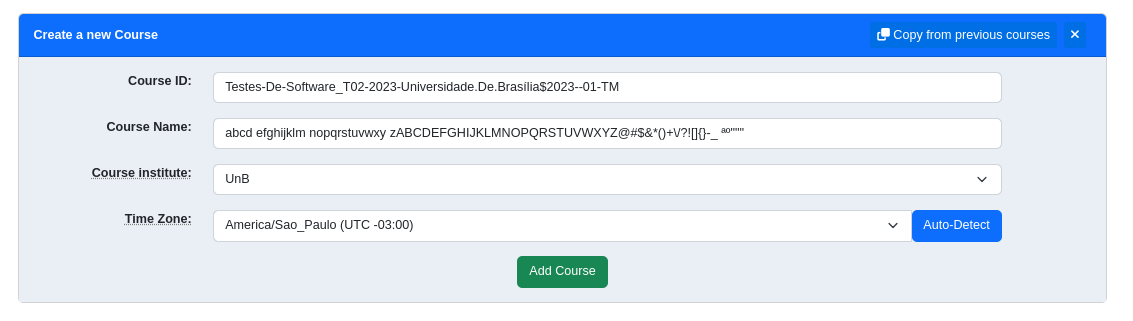 Create a new Course Copy from previous courses ×
Course ID: Testes-De-Software_T02-2023-Universidade.De.Brasília$2023--01-TM
Course Name: abcd efghijklm nopqrstuvwxy zABCDEFGHIJKLMNOPQRSTUVWXYZ@#$&*()+\/?![]{}-_ ªº"'""
Course institute: UnB
Time Zone: America/Sao_Paulo (UTC -03:00) Auto-Detect
Add Course